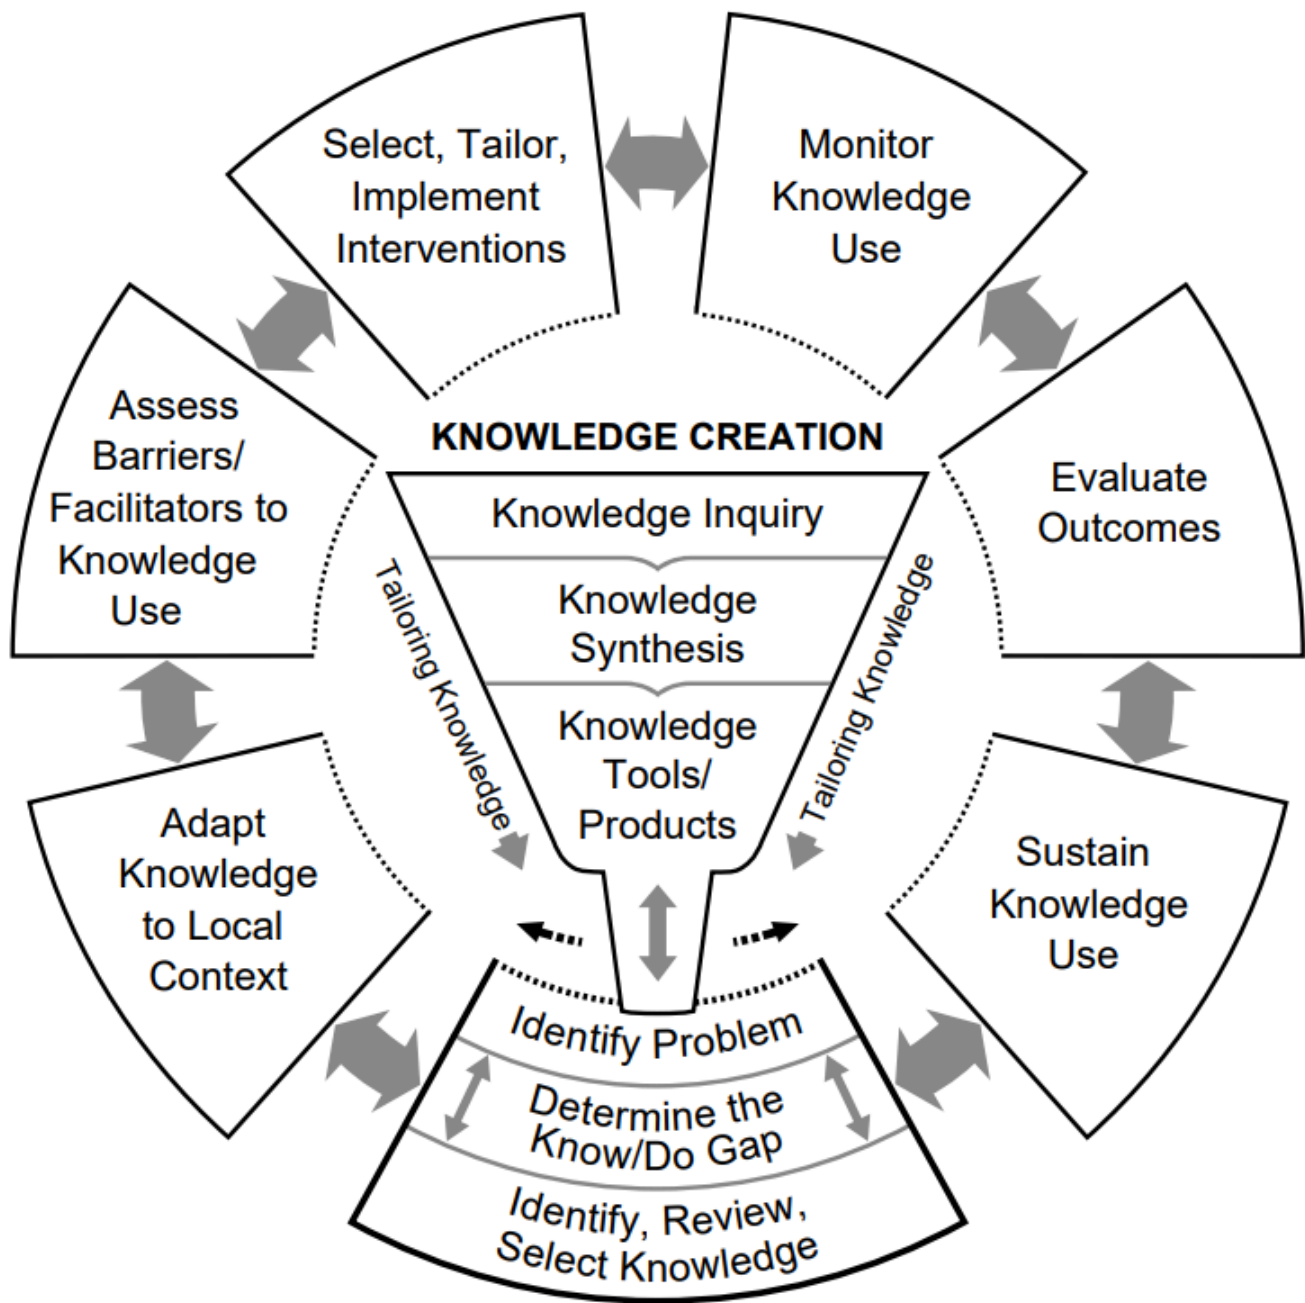 Select, Tailor,
Implement
Interventions
Monitor
Knowledge
Use
Assess
Barriers/
Facilitators to
Knowledge
Use
KNOWLEDGE CREATION
Knowledge Inquiry
Knowledge
Synthesis
Knowledge
Tools/
Products
Tailoring Knowledge
Tailoring Knowledge
Evaluate
Outcomes
Adapt
Knowledge
to Local
Context
Sustain
Knowledge
Use
Identify Problem
Determine the
Know/Do Gap
Identify, Review,
Select Knowledge